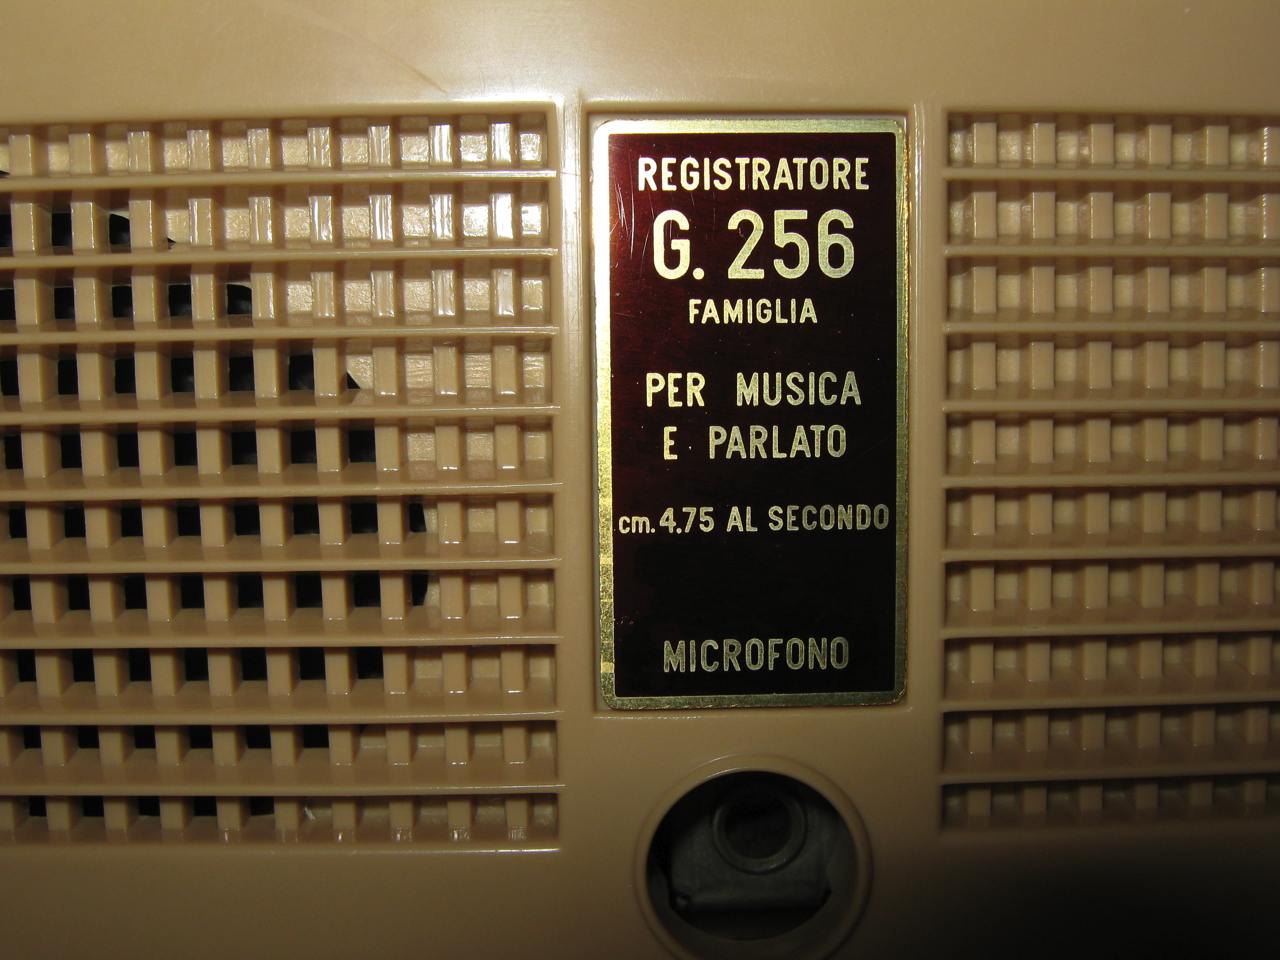 REGISTRATORE
G. 256
FAMIGLIA
PER MUSICA
E PARLATO
cm. 4.75 AL SECONDO
MICROFONO